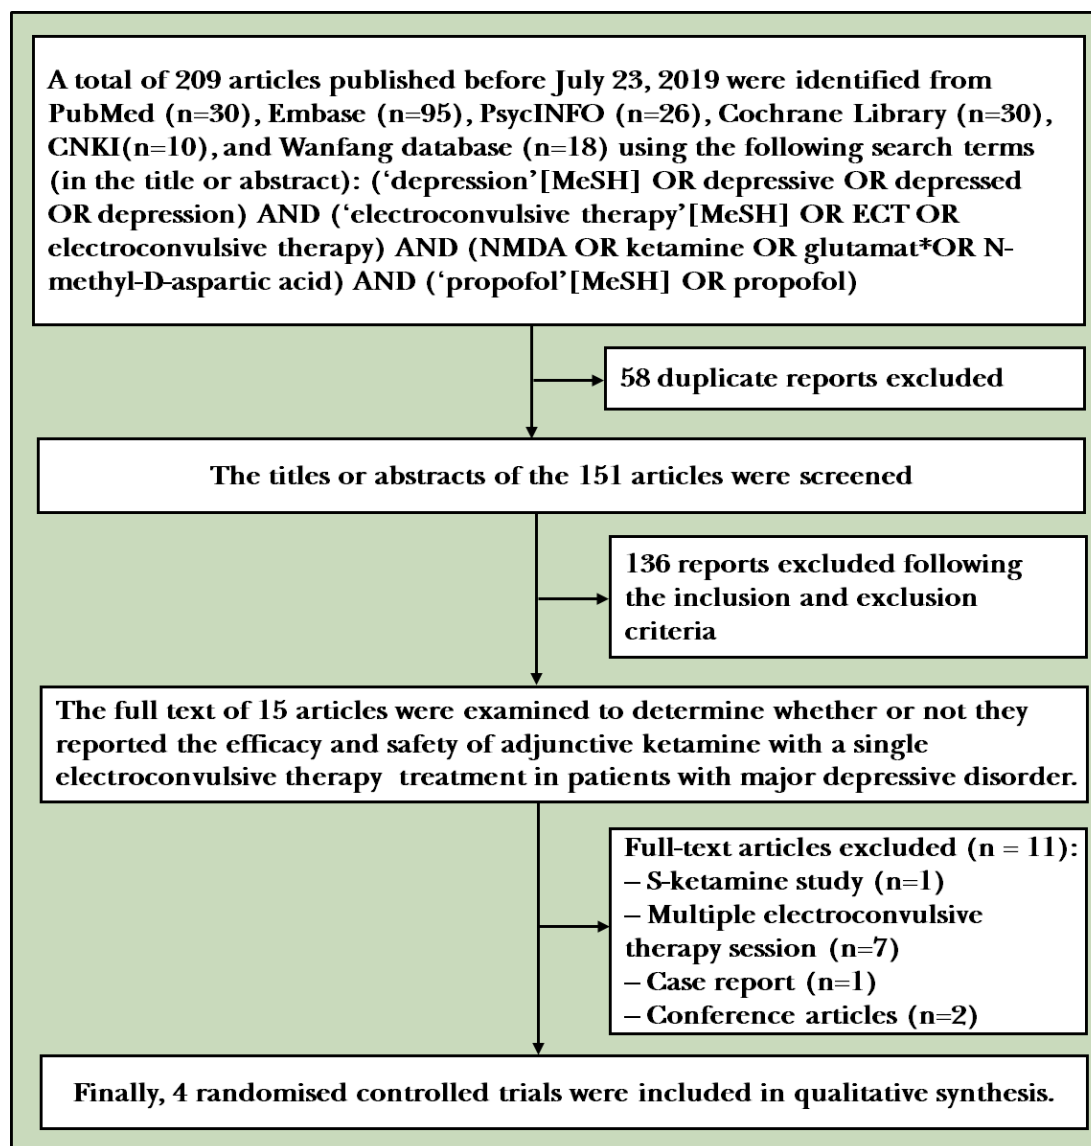 A total of 209 articles published before July 23, 2019 were identified from
PubMed (n=30), Embase (n=95), PsycINFO (n=26), Cochrane Library (n=30),
CNKI(n=10), and Wanfang database (n=18) using the following search terms
(in the title or abstract): (‘depression’[MeSH] OR depressive OR depressed
OR depression) AND (‘electroconvulsive therapy’[MeSH] OR ECT OR
electroconvulsive therapy) AND (NMDA OR ketamine OR glutamat*OR N-
methyl-D-aspartic acid) AND (‘propofol’[MeSH] OR propofol)
58 duplicate reports excluded
The titles or abstracts of the 151 articles were screened
136 reports excluded following
the inclusion and exclusion
criteria
The full text of 15 articles were examined to determine whether or not they
reported the efficacy and safety of adjunctive ketamine with a single
electroconvulsive therapy treatment in patients with major depressive disorder.
Full-text articles excluded (n = 11):
– S-ketamine study (n=1)
– Multiple electroconvulsive
therapy session (n=7)
– Case report (n=1)
– Conference articles (n=2)
Finally, 4 randomised controlled trials were included in qualitative synthesis.